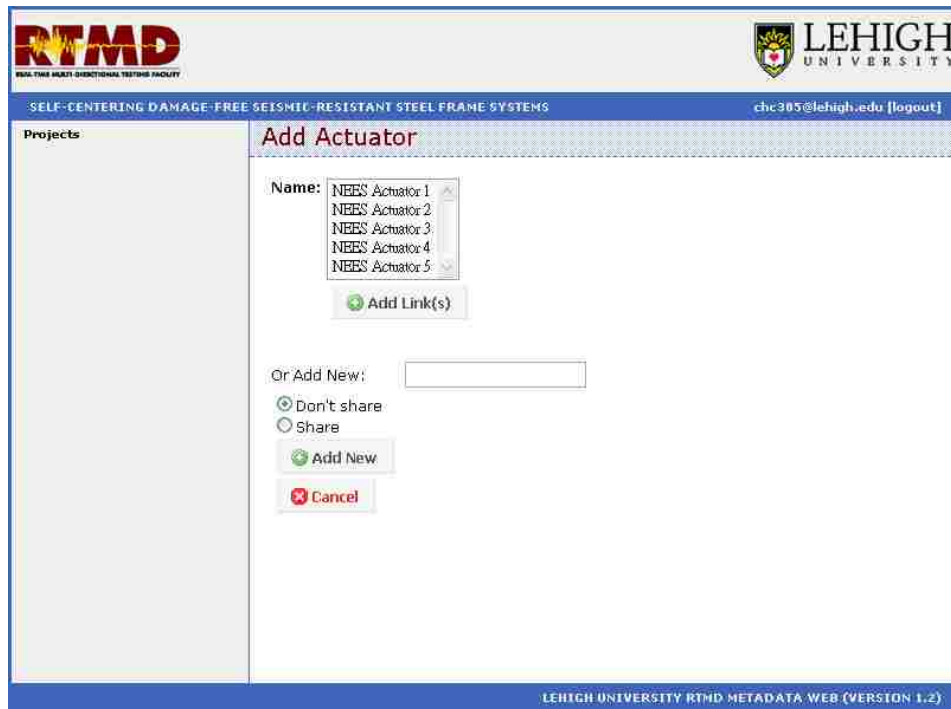 RTMD
REAL-TIME MULTI-DIRECTIONAL TESTING FACILITY
LEHIGH
UNIVERSITY
SELF-CENTERING DAMAGE-FREE SEISMIC-RESISTANT STEEL FRAME SYSTEMS
chc305@lehigh.edu [logout]
Projects
Add Actuator
Name:
NEES Actuator 1
NEES Actuator 2
NEES Actuator 3
NEES Actuator 4
NEES Actuator 5
Add Link(s)
Or Add New:
Don't share
Share
Add New
Cancel
LEHIGH UNIVERSITY RTMD METADATA WEB (VERSION 1.2)